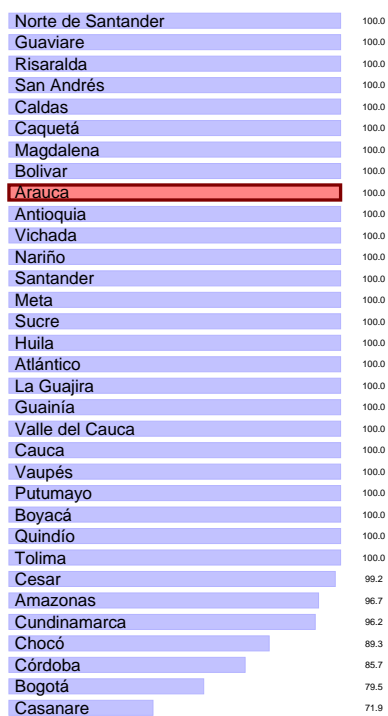 Norte de Santander 100.0
Guaviare 100.0
Risaralda 100.0
San Andrés 100.0
Caldas 100.0
Caquetá 100.0
Magdalena 100.0
Bolivar 100.0
Arauca 100.0
Antioquia 100.0
Vichada 100.0
Nariño 100.0
Santander 100.0
Meta 100.0
Sucre 100.0
Huila 100.0
Atlántico 100.0
La Guajira 100.0
Guainía 100.0
Valle del Cauca 100.0
Cauca 100.0
Vaupés 100.0
Putumayo 100.0
Boyacá 100.0
Quindío 100.0
Tolima 100.0
Cesar 99.2
Amazonas 96.7
Cundinamarca 96.2
Chocó 89.3
Córdoba 85.7
Bogotá 79.5
Casanare 71.9